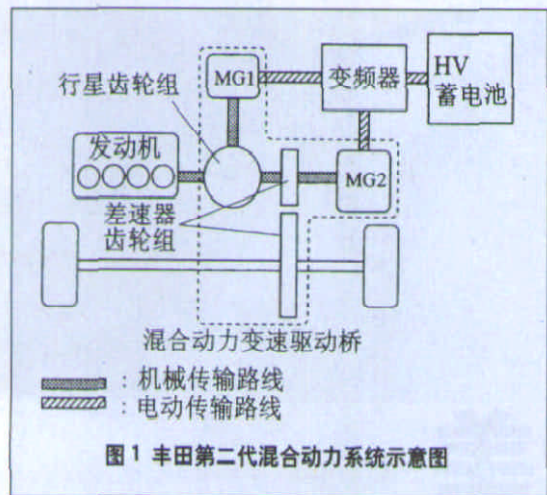 MG1
变频器
HV
蓄电池
行星齿轮组
发动机
MG2
差速器
齿轮组
混合动力变速驱动桥
：机械传输路线
：电动传输路线
图1 丰田第二代混合动力系统示意图